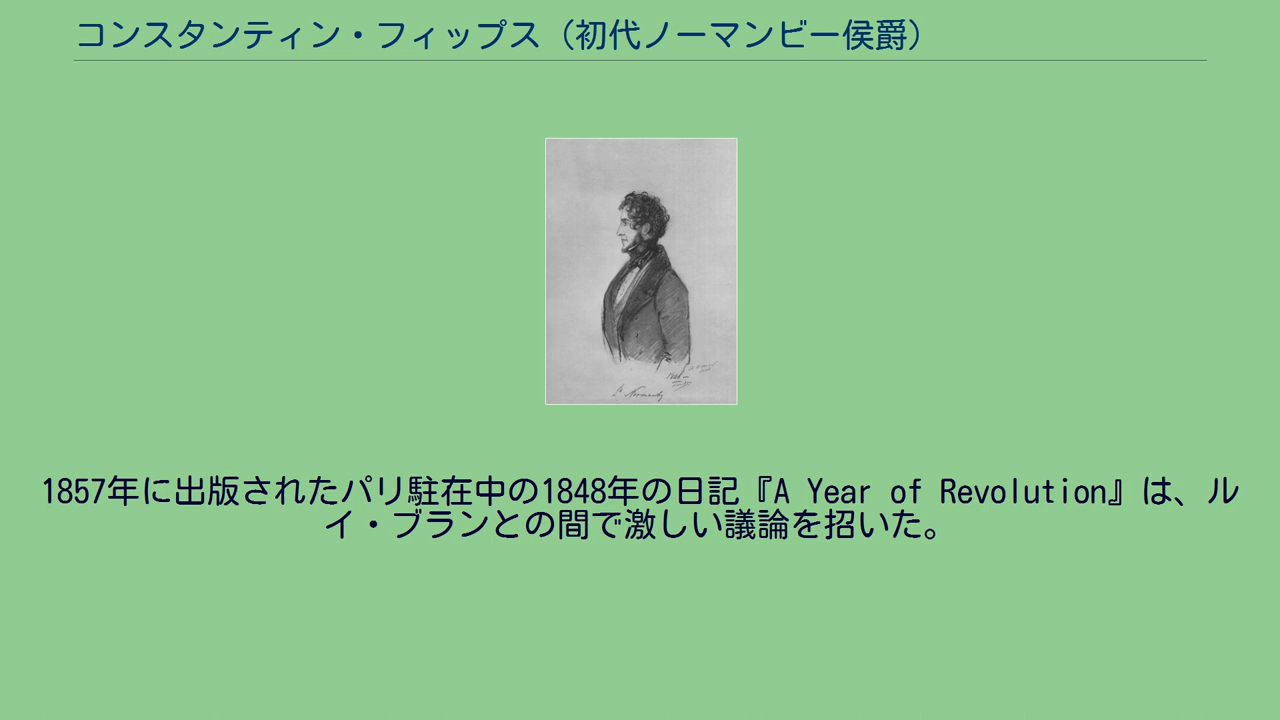 コンスタンティン・フィップス（初代ノーマンビー侯爵）
Normanby
1857年に出版されたパリ駐在中の1848年の日記『A Year of Revolution』は、ル
イ・ブランとの間で激しい議論を招いた。